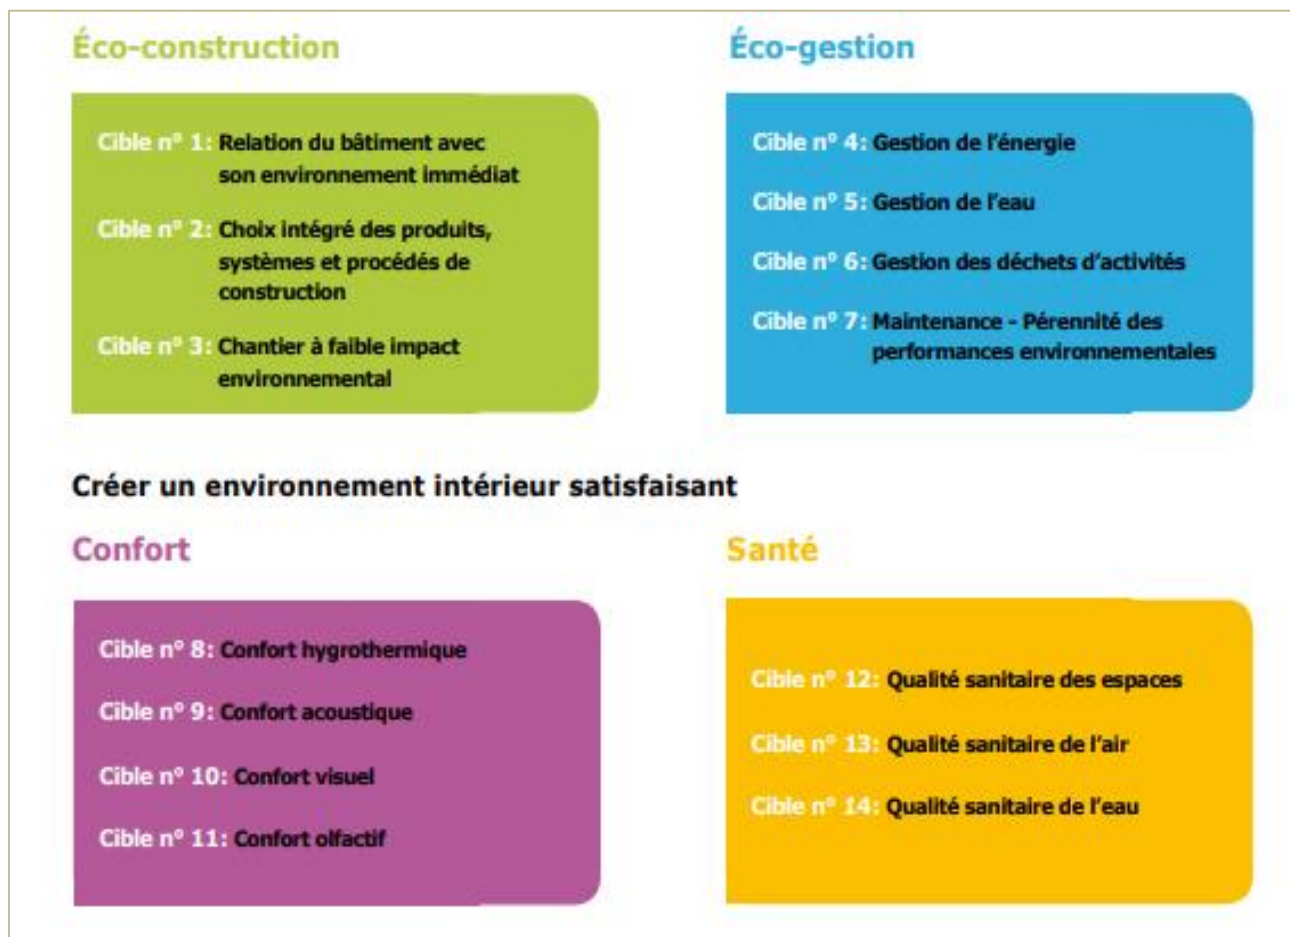 Éco-construction
Cible n° 1: Relation du bâtiment avec
son environnement immédiat
Cible n° 2: Choix intégré des produits,
systèmes et procédés de
construction
Cible n° 3: Chantier à faible impact
environnemental
Éco-gestion
Cible n° 4: Gestion de l'énergie
Cible n° 5: Gestion de l'eau
Cible n° 6: Gestion des déchets d'activités
Cible n° 7: Maintenance - Pérennité des
performances environnementales
Créer un environnement intérieur satisfaisant
Confort
Cible n° 8: Confort hygrothermique
Cible n° 9: Confort acoustique
Cible n° 10: Confort visuel
Cible n° 11: Confort olfactif
Santé
Cible n° 12: Qualité sanitaire des espaces
Cible n° 13: Qualité sanitaire de l'air
Cible n° 14: Qualité sanitaire de l'eau